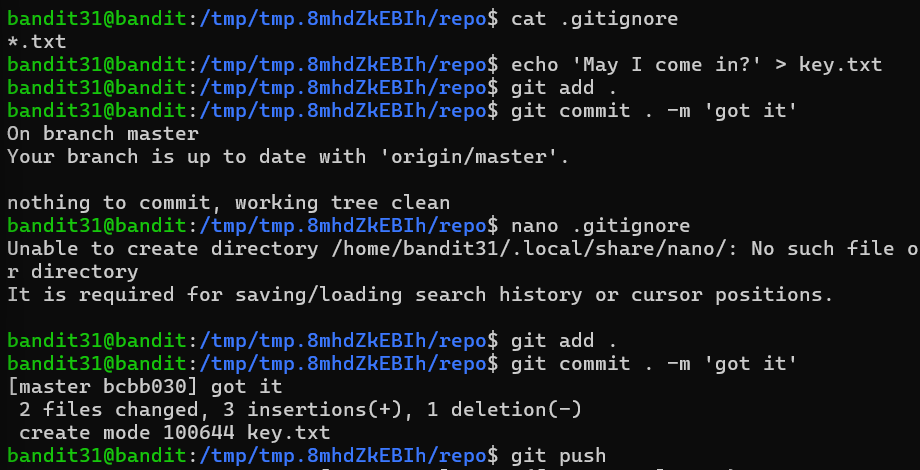 bandit31@bandit:/tmp/tmp.8mhdZkEBIh/repo$ cat .gitignore
*.txt
bandit31@bandit:/tmp/tmp.8mhdZkEBIh/repo$ echo 'May I come in?' > key.txt
bandit31@bandit:/tmp/tmp.8mhdZkEBIh/repo$ git add .
bandit31@bandit:/tmp/tmp.8mhdZkEBIh/repo$ git commit . -m 'got it'
On branch master
Your branch is up to date with 'origin/master'.

nothing to commit, working tree clean
bandit31@bandit:/tmp/tmp.8mhdZkEBIh/repo$ nano .gitignore
Unable to create directory /home/bandit31/.local/share/nano/: No such file o
r directory
It is required for saving/loading search history or cursor positions.

bandit31@bandit:/tmp/tmp.8mhdZkEBIh/repo$ git add .
bandit31@bandit:/tmp/tmp.8mhdZkEBIh/repo$ git commit . -m 'got it'
[master bcbb030] got it
 2 files changed, 3 insertions(+), 1 deletion(-)
 create mode 100644 key.txt
bandit31@bandit:/tmp/tmp.8mhdZkEBIh/repo$ git push